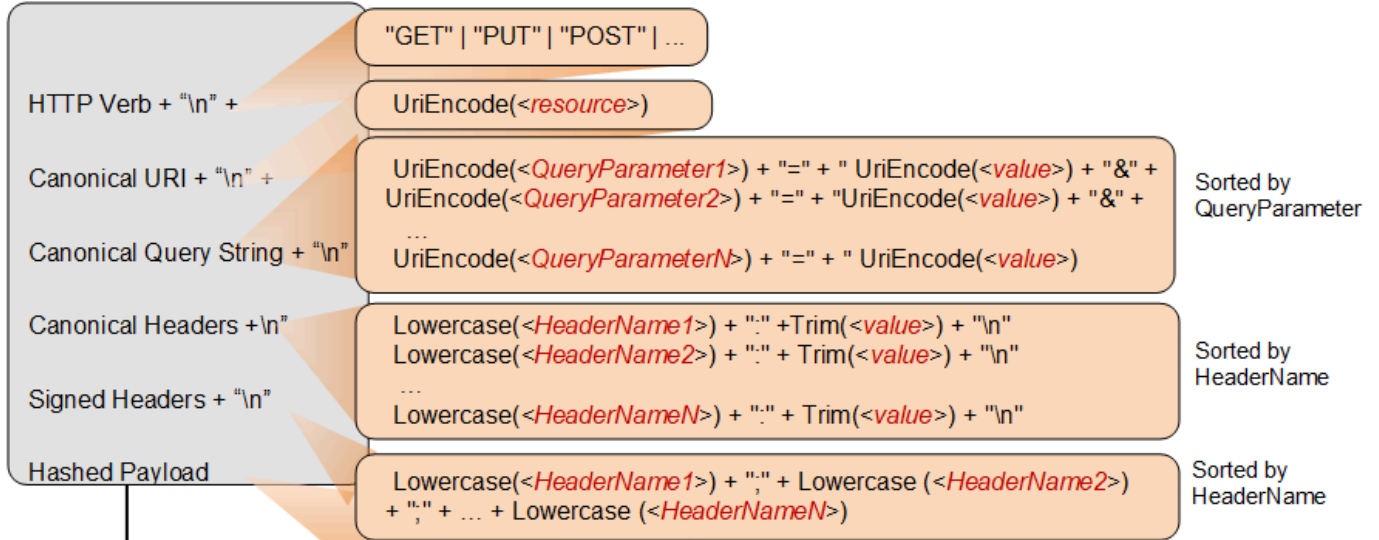 "GET" | "PUT" | "POST" | ...
HTTP Verb + “\n” +
UriEncode(<resource>)
Canonical URI + “\n” +
UriEncode(<QueryParameter1>) + "=" + " UriEncode(<value>) + "&" +
UriEncode(<QueryParameter2>) + "=" + "UriEncode(<value>) + "&" +
...
UriEncode(<QueryParameterN>) + "=" + " UriEncode(<value>)
Sorted by
QueryParameter
Canonical Query String + “\n”
Canonical Headers +\n”
Lowercase(<HeaderName1>) + ":" +Trim(<value>) + "\n"
Lowercase(<HeaderName2>) + ":" + Trim(<value>) + "\n"
...
Lowercase(<HeaderNameN>) + ":" + Trim(<value>) + "\n"
Sorted by
HeaderName
Signed Headers + “\n”
Hashed Payload
Lowercase(<HeaderName1>) + ";" + Lowercase (<HeaderName2>)
+ ";" + ... + Lowercase (<HeaderNameN>)
Sorted by
HeaderName